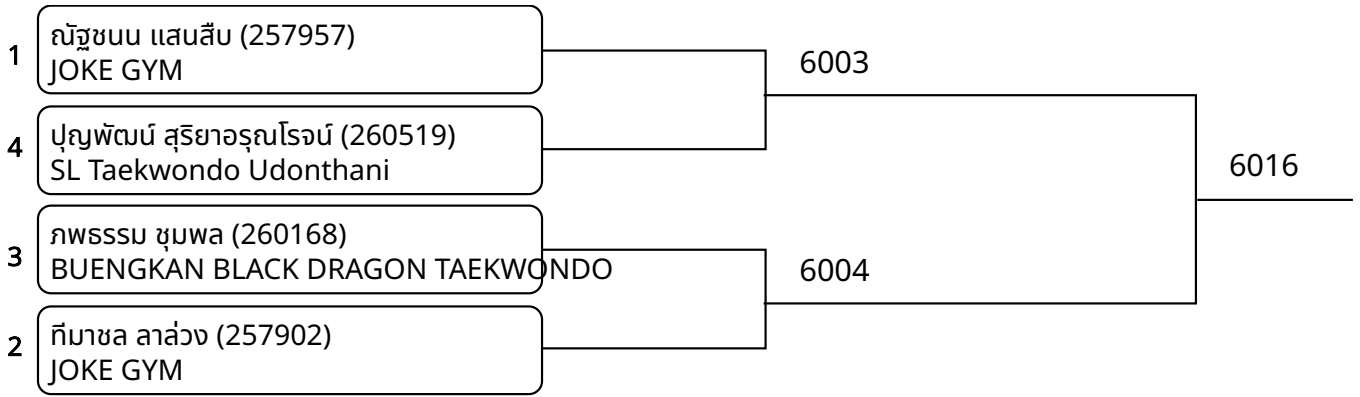 1
ณัฐชนน แสนสืบ (257957)
JOKE GYM
6003
4
ปุญพัฒน์ สุริยาอรุณโรจน์ (260519)
SL Taekwondo Udonthani
6016
3
ภพธรรม ชุมพล (260168)
BUENGKAN BLACK DRAGON TAEKWONDO
6004
2
ทีมาชล ลาล่วง (257902)
JOKE GYM